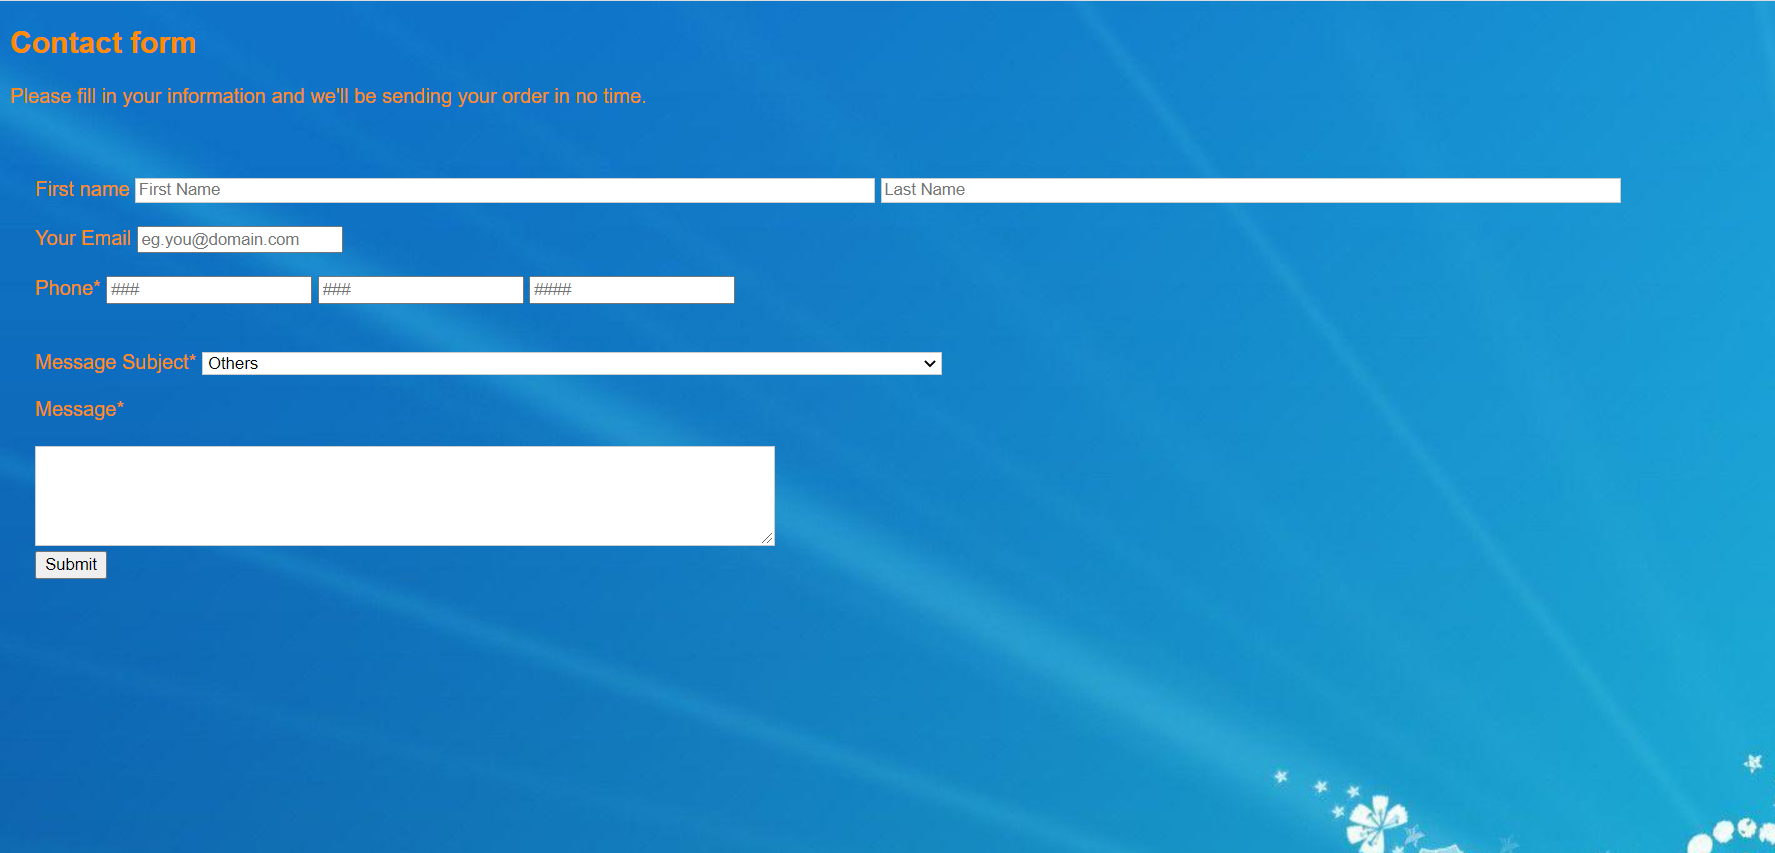 Contact form
Please fill in your information and we'll be sending your order in no time.
First name First Name Last Name
Your Email eg.you@domain.com
Phone* ### ### ####
Message Subject* Others
Message*
Submit